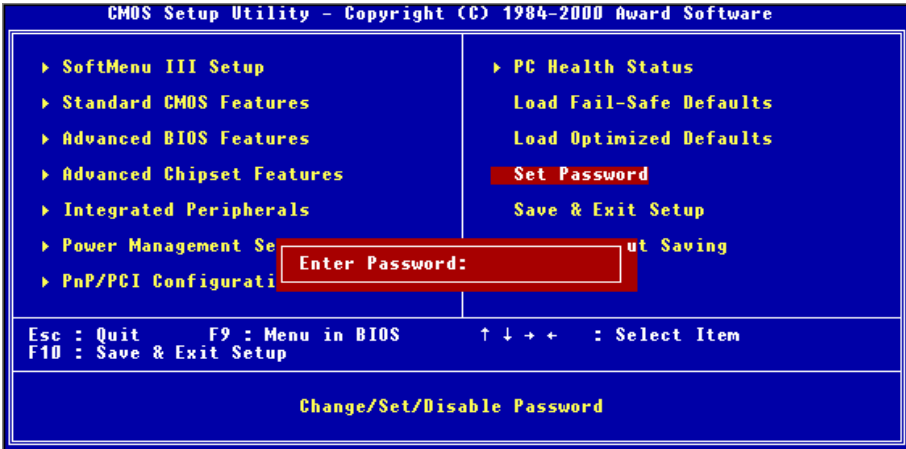 CMOS Setup Utility - Copyright (C) 1984-2000 Award Software
SoftMenu III Setup
Standard CMOS Features
Advanced BIOS Features
Advanced Chipset Features
Integrated Peripherals
Power Management Se
PnP/PCI Configurati
PC Health Status
Load Fail-Safe Defaults
Load Optimized Defaults
Set Password
Save & Exit Setup
ut Saving
Enter Password:
Esc : Quit F9 : Menu in BIOS ↑ ↓ → ← : Select Item
F10 : Save & Exit Setup
Change/Set/Disable Password